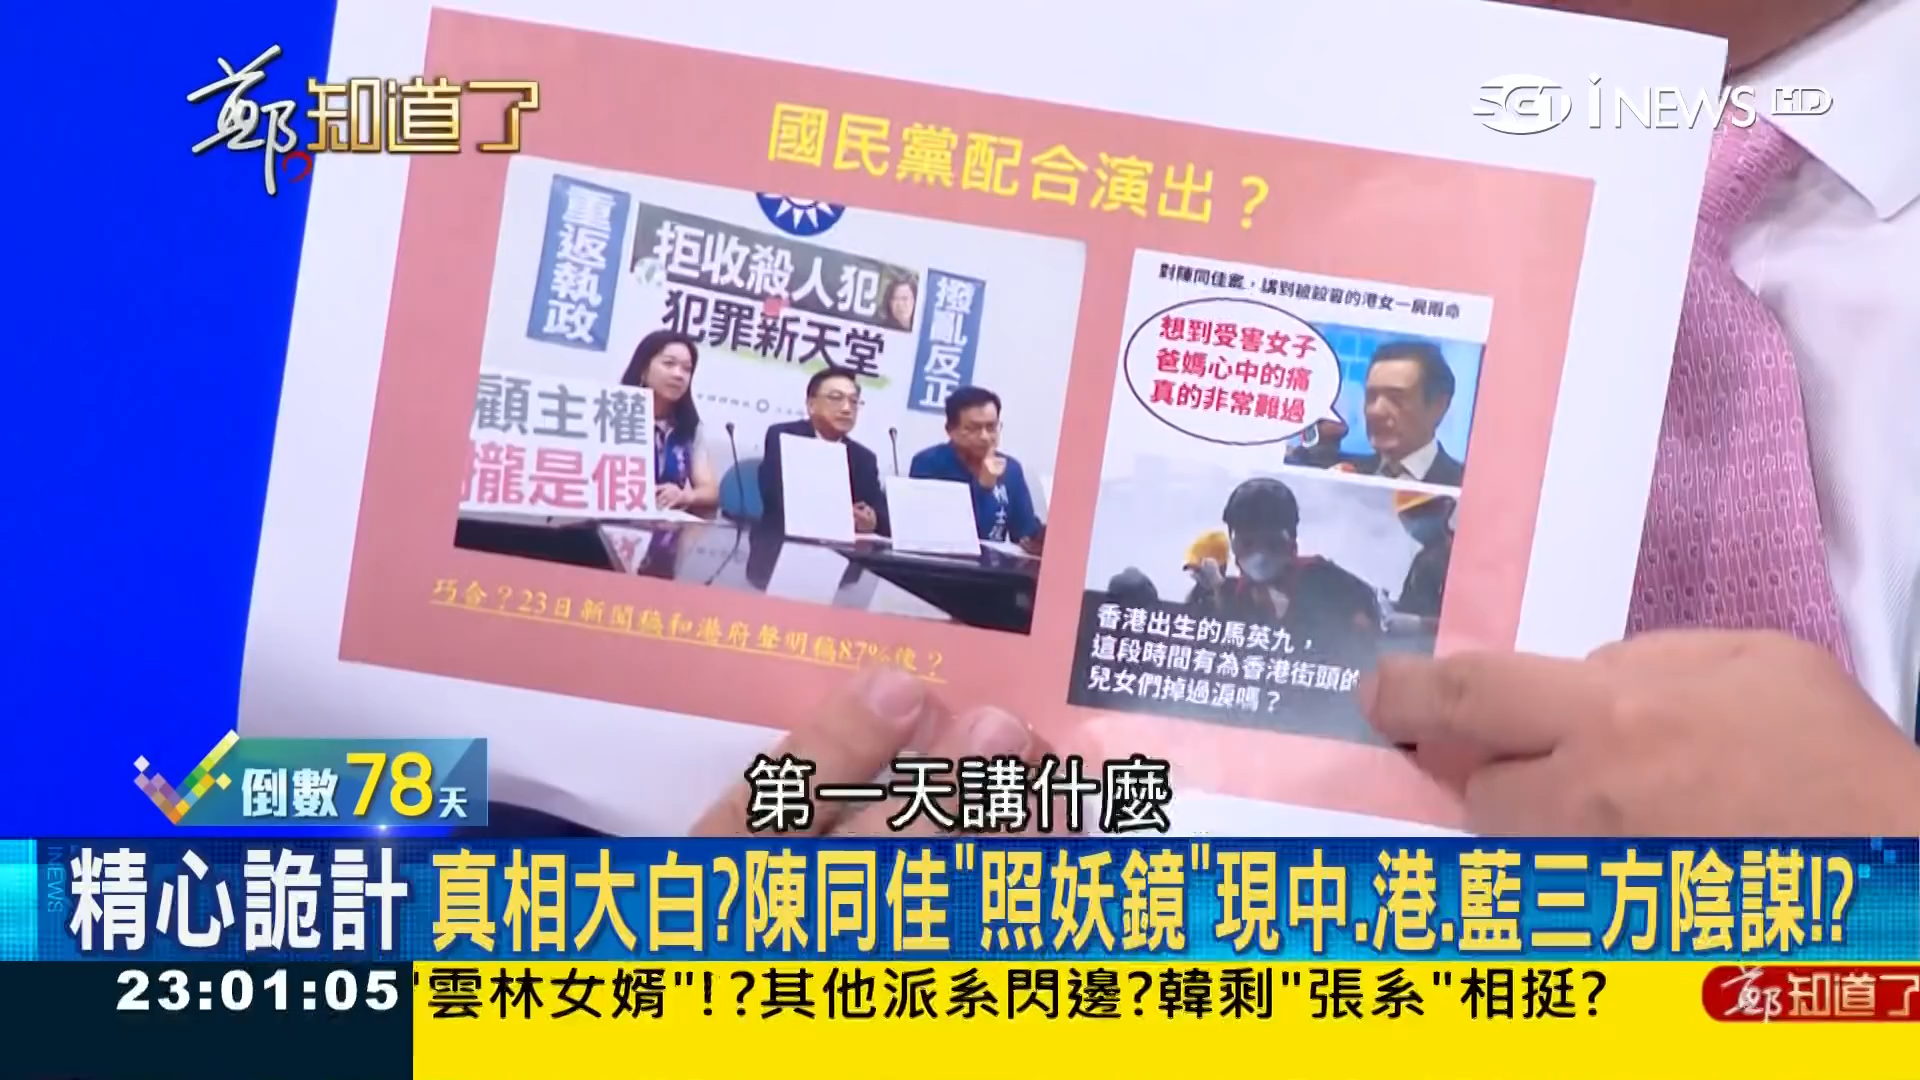 鄭知道了
SET iNEWS HD
國民黨配合演出？
重返執政
拒收殺人犯
犯罪新天堂
撥亂反正
顧主權
攏是假
巧合？23日新聞稿和港府聲明稿87%像？
對陳同佳案，講到被殺害的港女一屍兩命
想到受害女子
爸媽心中的痛
真的非常難過
香港出生的馬英九，
這段時間有為香港街頭的
兒女們掉過淚嗎？
倒數78天
第一天講什麼
iNEWS
精心詭計
真相大白?陳同佳"照妖鏡"現中.港.藍三方陰謀!?
23:01:05
"雲林女婿"!?其他派系閃邊?韓剩"張系"相挺?
鄭知道了